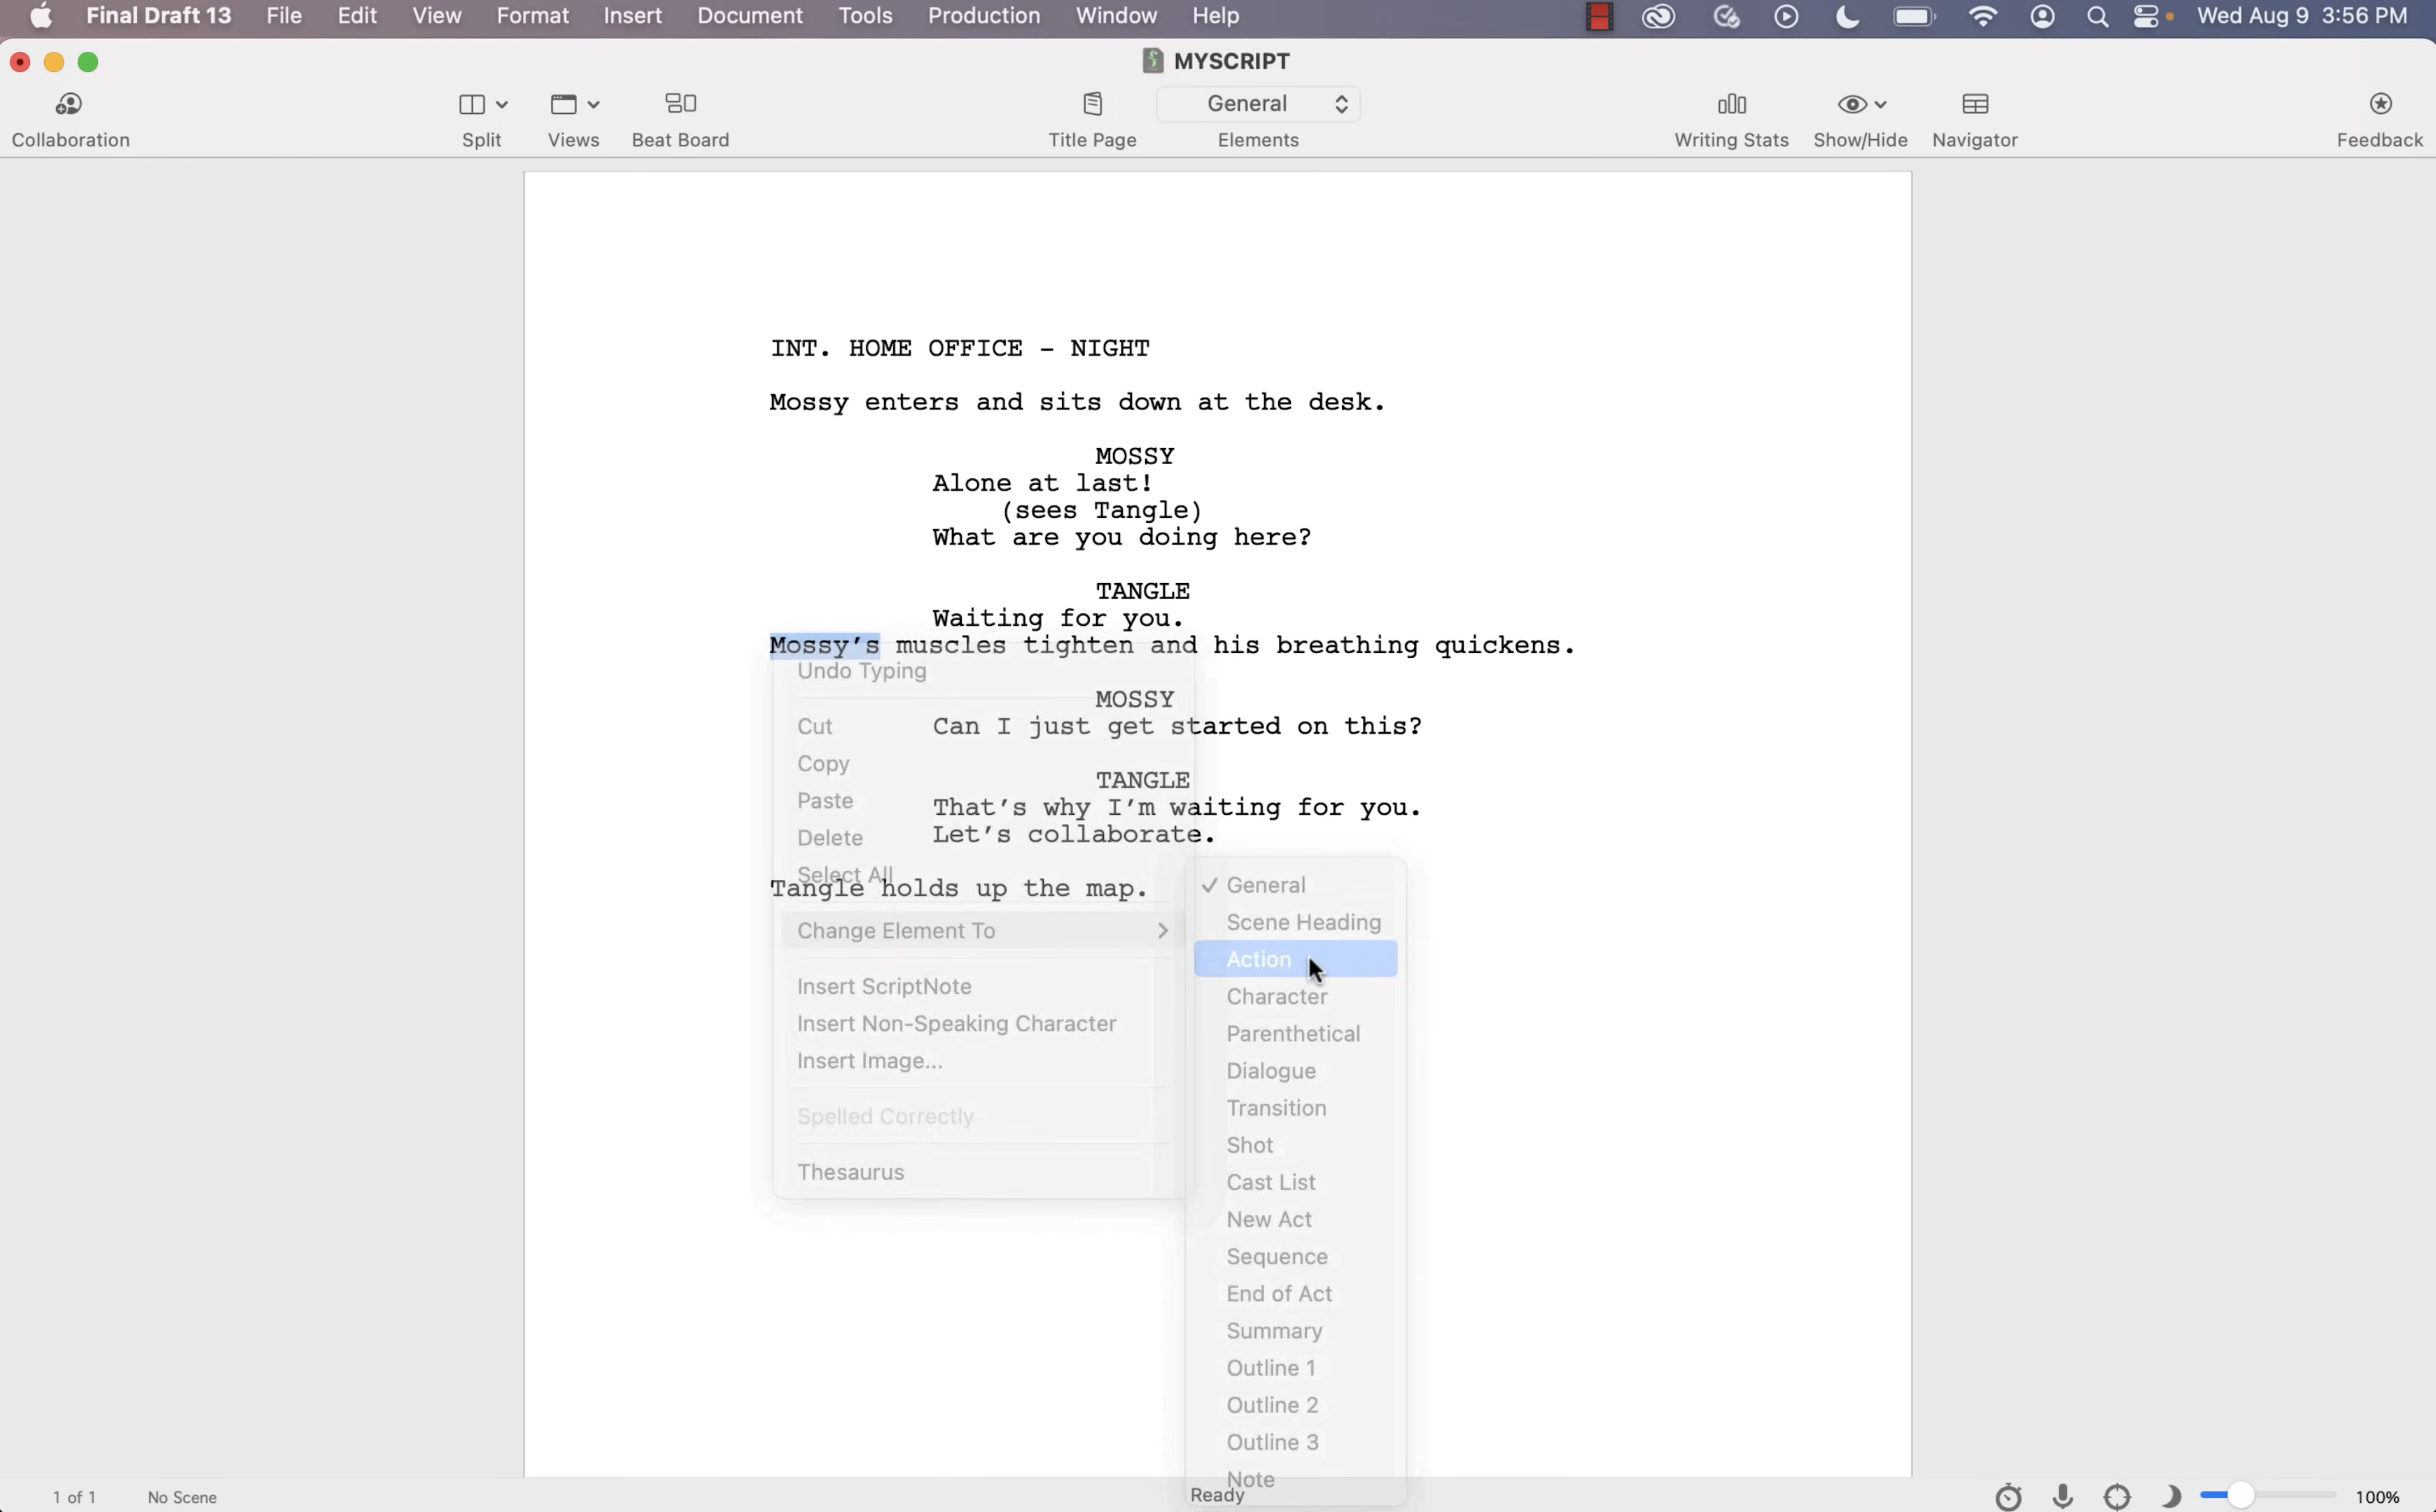 Final Draft 13 File Edit View Format Insert Document Tools Production Window Help Wed Aug 9 3:56 PM
MYSCRIPT
General
Collaboration Split Views Beat Board Title Page Elements Writing Stats Show/Hide Navigator Feedback
INT. HOME OFFICE – NIGHT
Mossy enters and sits down at the desk.
MOSSY
Alone at last!
(sees Tangle)
What are you doing here?
TANGLE
Waiting for you.
Mossy’s muscles tighten and his breathing quickens.
MOSSY
Can I just get started on this?
TANGLE
That’s why I’m waiting for you.
Let’s collaborate.
Tangle holds up the map.
Undo Typing
Cut
Copy
Paste
Delete
Select All
Change Element To
Insert ScriptNote
Insert Non-Speaking Character
Insert Image...
Spelled Correctly
Thesaurus
General
Scene Heading
Action
Character
Parenthetical
Dialogue
Transition
Shot
Cast List
New Act
Sequence
End of Act
Summary
Outline 1
Outline 2
Outline 3
Note
1 of 1 No Scene Ready 100%